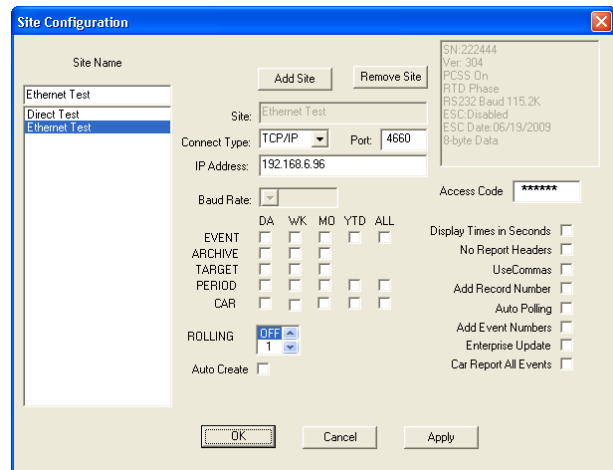 Site Configuration
Site Name
Ethernet Test
Direct Test
Ethernet Test
Add Site
Remove Site
Site: Ethernet Test
Connect Type: TCP/IP Port: 4660
IP Address: 192.168.6.96
Baud Rate:
DA WK MO YTD ALL
EVENT
ARCHIVE
TARGET
PERIOD
CAR
ROLLING OFF
1
Auto Create
SN:222444
Ver: 304
PCSS On
RTD Phase
RS232 Baud 115.2K
ESC:Disabled
ESC Date:06/19/2009
8-byte Data
Access Code ******
Display Times in Seconds
No Report Headers
UseCommas
Add Record Number
Auto Polling
Add Event Numbers
Enterprise Update
Car Report All Events
OK
Cancel
Apply